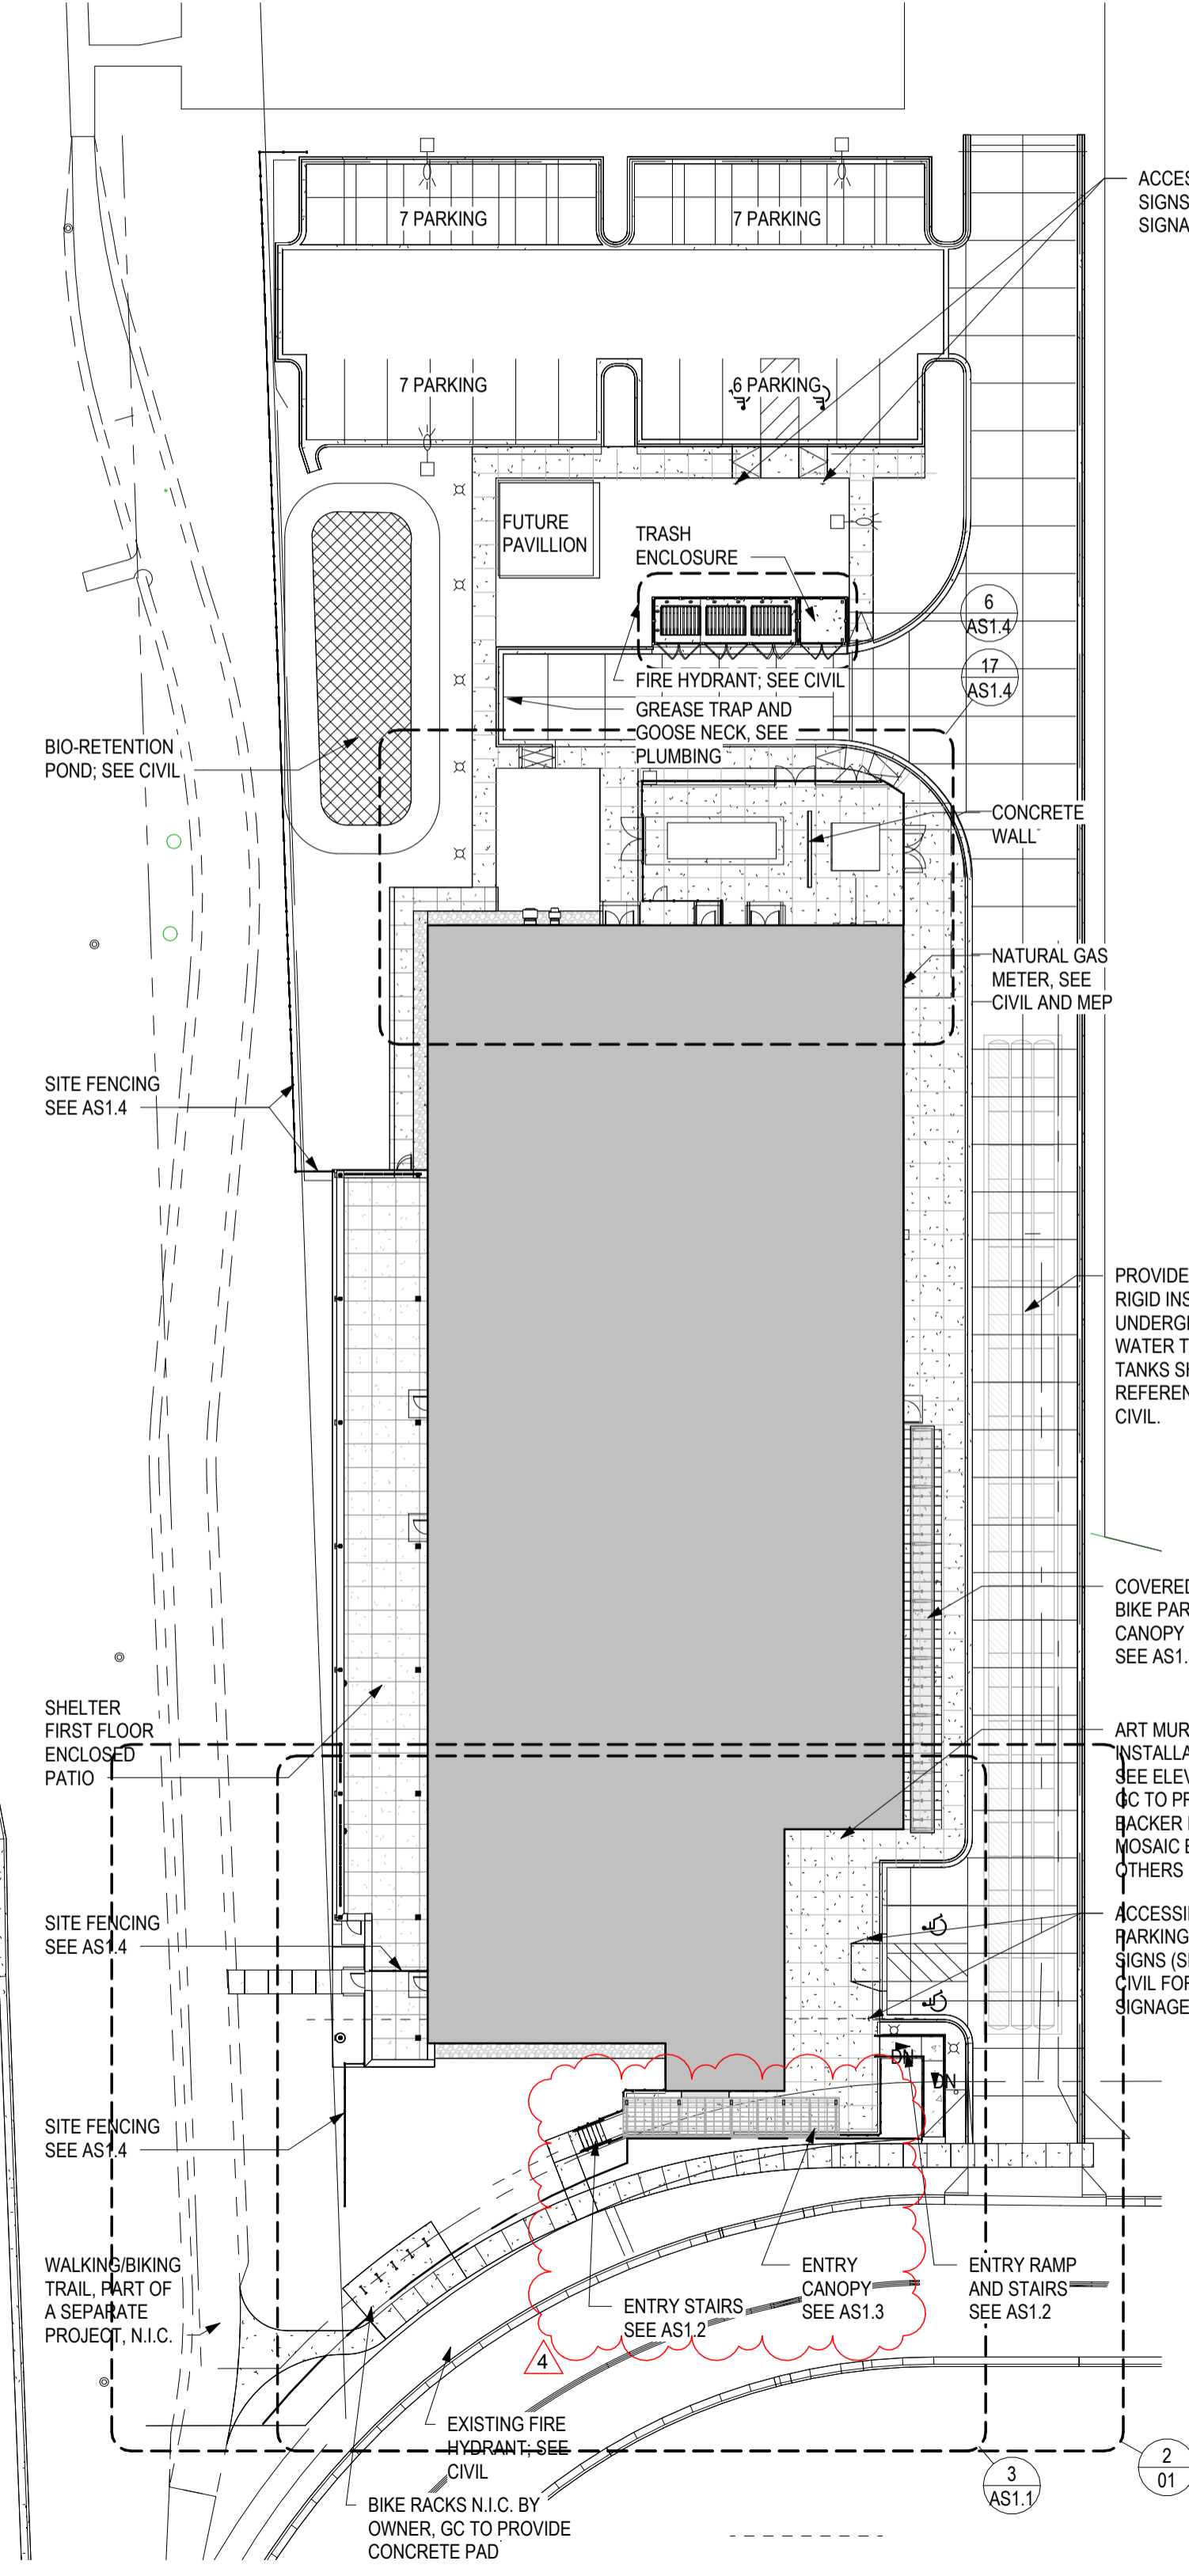 ACCES
SIGNS
SIGNA
7 PARKING
7 PARKING
7 PARKING
6 PARKING
FUTURE
PAVILLION
TRASH
ENCLOSURE
6
AS1.4
17
AS1.4
FIRE HYDRANT; SEE CIVIL
GREASE TRAP AND
GOOSE NECK, SEE
PLUMBING
BIO-RETENTION
POND; SEE CIVIL
CONCRETE
WALL
NATURAL GAS
METER, SEE
CIVIL AND MEP
SITE FENCING
SEE AS1.4
PROVIDE
RIGID INS
UNDERG
WATER T
TANKS S
REFEREN
CIVIL.
COVERED
BIKE PAR
CANOPY
SEE AS1.
SHELTER
FIRST FLOOR
ENCLOSED
PATIO
ART MUR
INSTALLA
SEE ELEV
GC TO PR
BACKER
MOSAIC E
OTHERS
SITE FENCING
SEE AS1.4
ACCESSI
PARKING
SIGNS (S
CIVIL FOR
SIGNAGE
DN
DN
SITE FENCING
SEE AS1.4
WALKING/BIKING
TRAIL, PART OF
A SEPARATE
PROJECT, N.I.C.
ENTRY STAIRS
SEE AS1.2
ENTRY
CANOPY
SEE AS1.3
ENTRY RAMP
AND STAIRS
SEE AS1.2
4
EXISTING FIRE
HYDRANT; SEE
CIVIL
BIKE RACKS N.I.C. BY
OWNER, GC TO PROVIDE
CONCRETE PAD
3
AS1.1
2
01